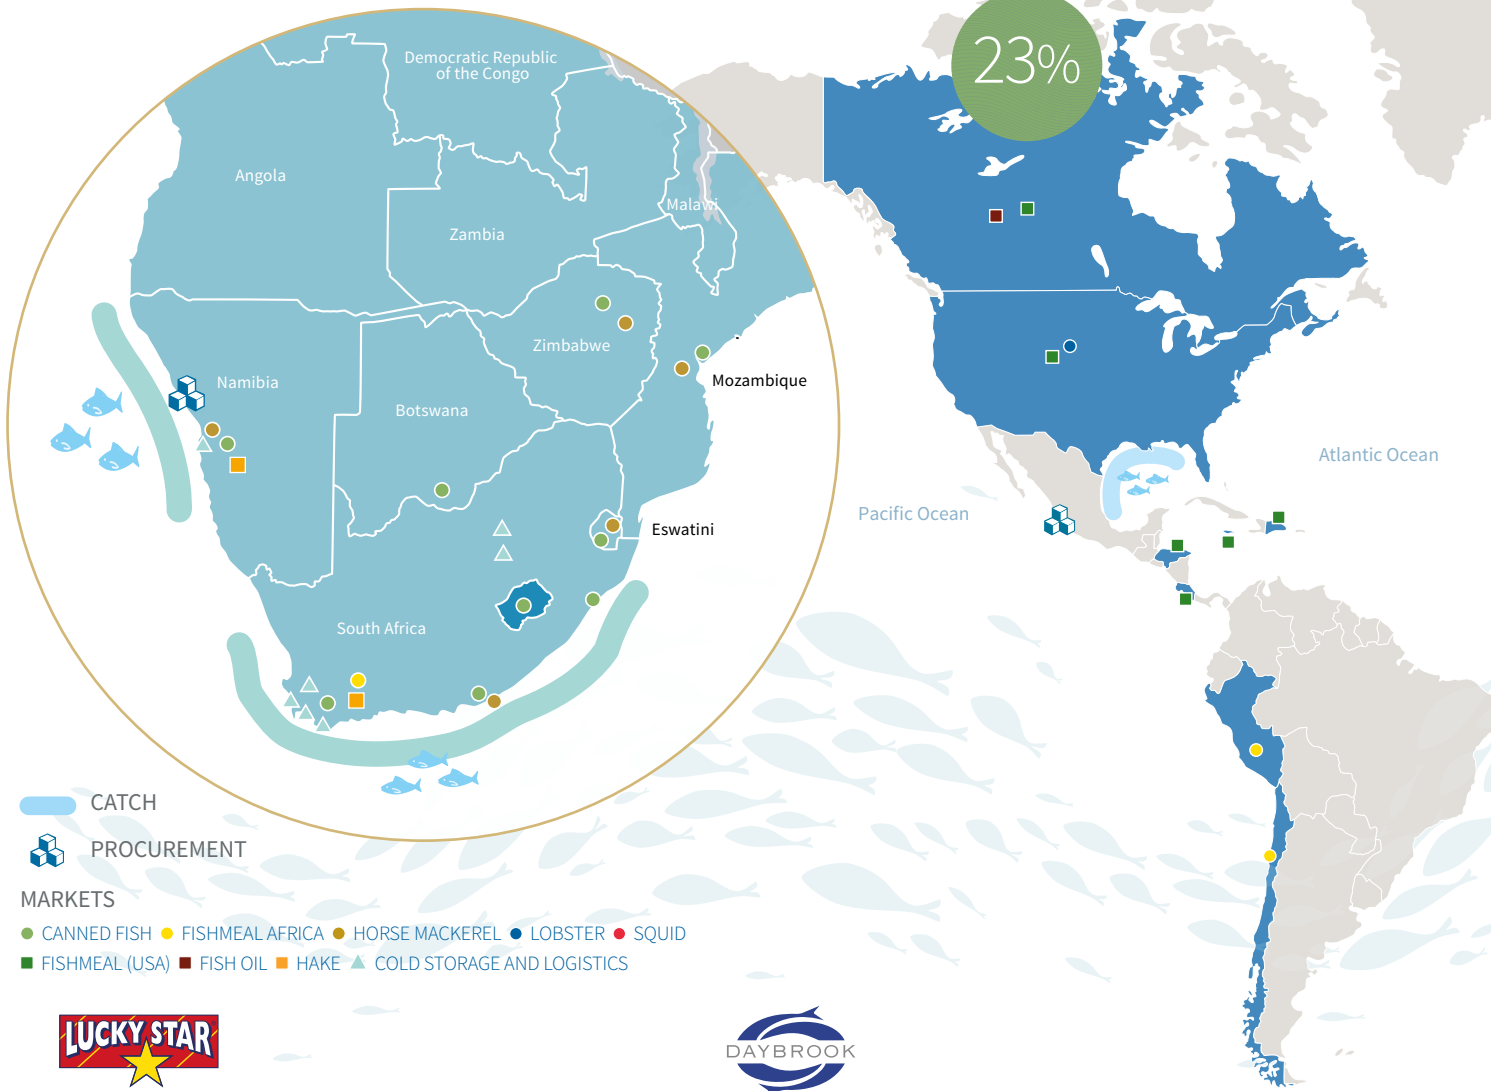 23%
Democratic Republic
of the Congo
Angola
Malawi
Zambia
Zimbabwe
Mozambique
Namibia
Botswana
Atlantic Ocean
Pacific Ocean
Eswatini
South Africa
CATCH
PROCUREMENT
MARKETS
CANNED FISH FISHMEAL AFRICA HORSE MACKEREL LOBSTER SQUID
FISHMEAL (USA) FISH OIL HAKE COLD STORAGE AND LOGISTICS
LUCKY STAR
DAYBROOK